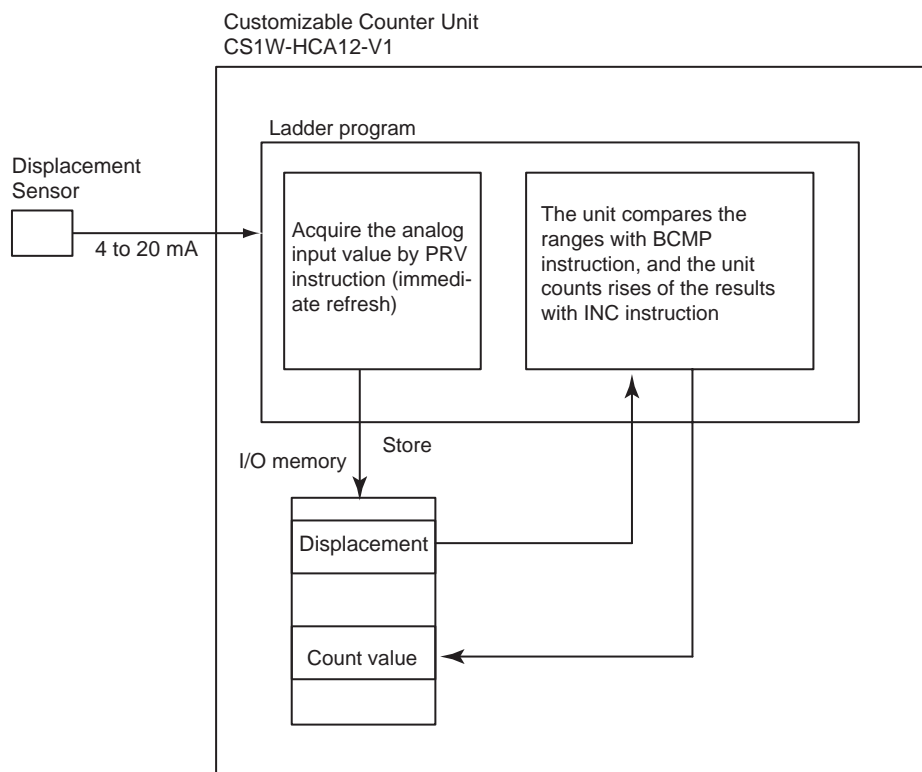 Customizable Counter Unit
CS1W-HCA12-V1
Ladder program
Displacement
Sensor
4 to 20 mA
Acquire the analog
input value by PRV
instruction (immedi-
ate refresh)
The unit compares the
ranges with BCMP
instruction, and the unit
counts rises of the results
with INC instruction
Store
I/O memory
Displacement
Count value